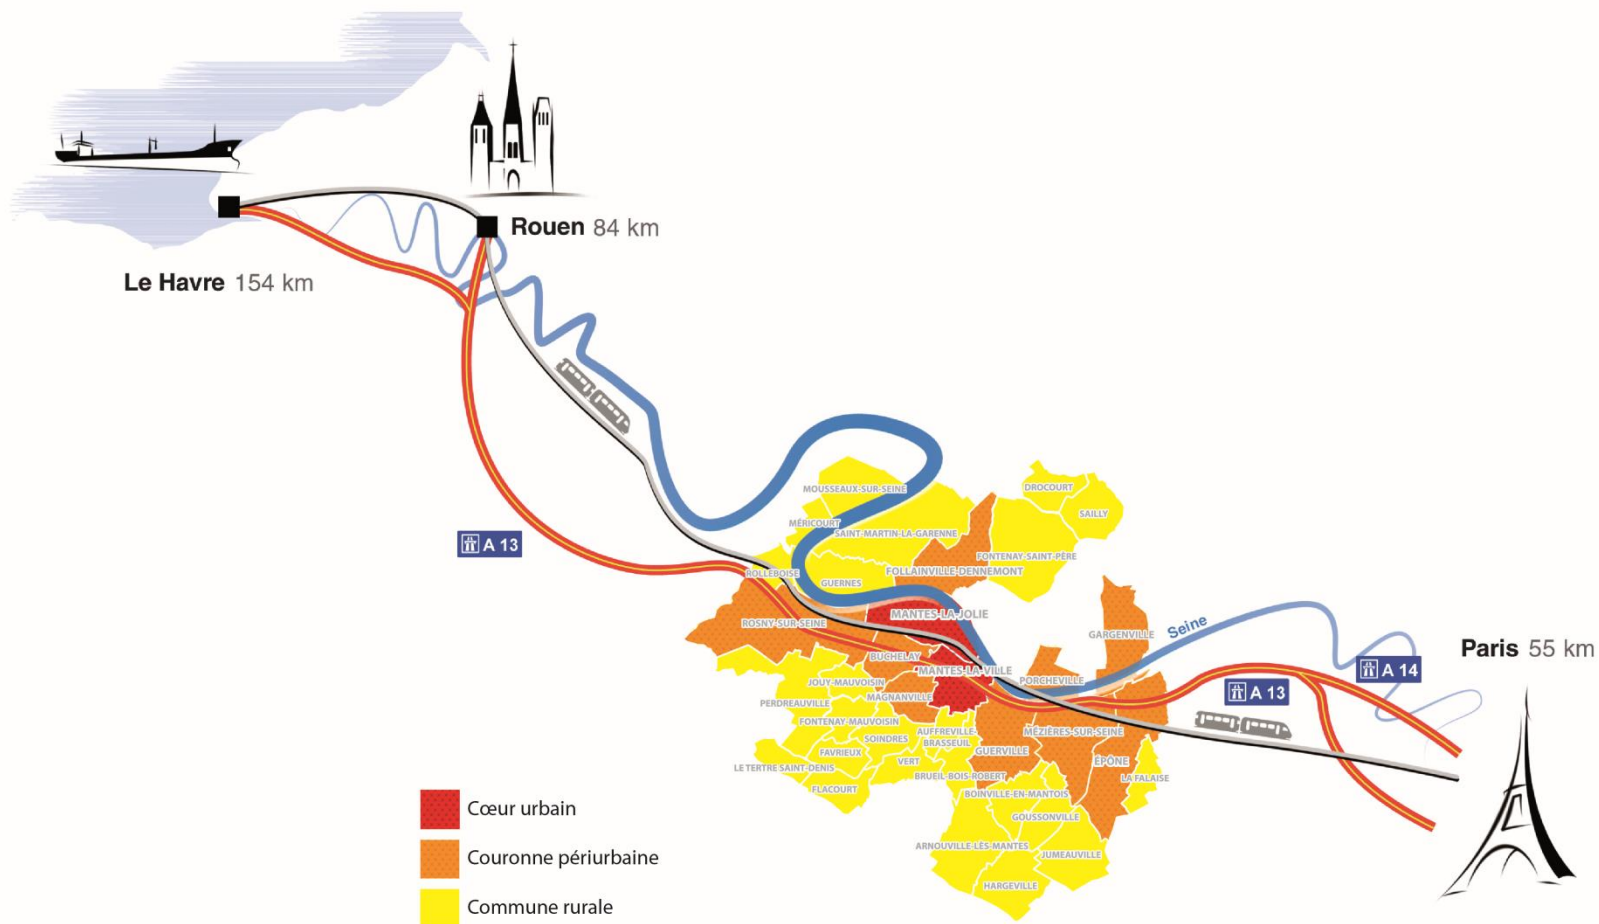 Rouen 84 km
Le Havre 154 km
A 13
MOUSSEAUX-SUR-SEINE
DROCOURT
SAILLY
MÉRICOURT
SAINT-MARTIN-LA-GARENNE
FONTENAY-SAINT-PÈRE
FOLLAINVILLE-DENNEMONT
ROLLEBOISE
GUERNES
MANTES-LA-JOLIE
ROSNY-SUR-SEINE
GARGENVILLE
Seine
Paris 55 km
BUCHELAY
MANTES-LA-VILLE
A 14
PORCHEVILLE
JOUY-MAUVOISIN
A 13
MAGNANVILLE
PERDREAUVILLE
FONTENAY-MAUVOISIN
AUFFREVILLE-
BRASSEUIL
MÉZIÈRES-SUR-SEINE
SOINDRES
GUERVILLE
FAVRIEUX
VERT
ÉPÔNE
LE TERTRE SAINT-DENIS
BRUEIL-BOIS-ROBERT
LA FALAISE
FLACOURT
BOINVILLE-EN-MANTOIS
GOUSSONVILLE
ARNOUVILLE-LÈS-MANTES
JUMEAUVILLE
HARGEVILLE
Cœur urbain
Couronne périurbaine
Commune rurale